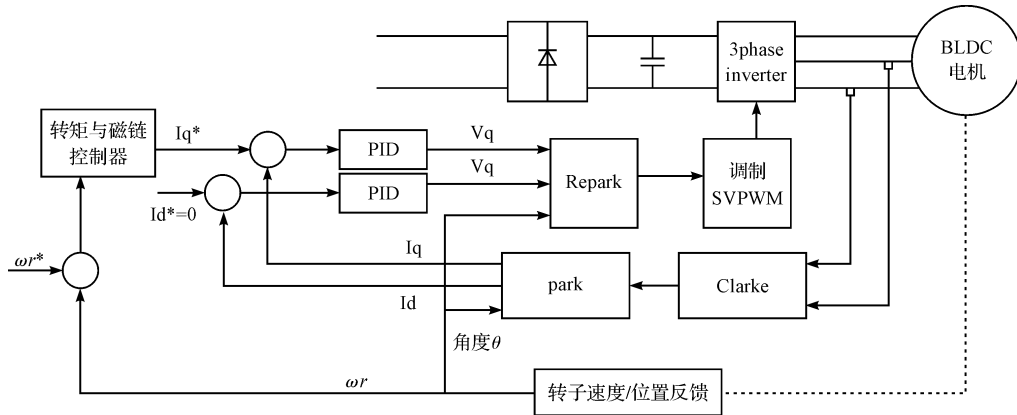 BLDC
电机
3phase
inverter
转矩与磁链
控制器
Iq*
PID
Vq
Id*=0
PID
Vq
Repark
调制
SVPWM
ωr*
Iq
Id
park
Clarke
角度θ
ωr
转子速度/位置反馈